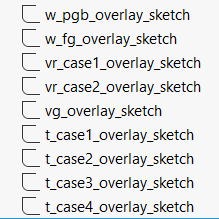 w_pgb_overlay_sketch
w_fg_overlay_sketch
vr_case1_overlay_sketch
vr_case2_overlay_sketch
vg_overlay_sketch
t_case1_overlay_sketch
t_case2_overlay_sketch
t_case3_overlay_sketch
t_case4_overlay_sketch